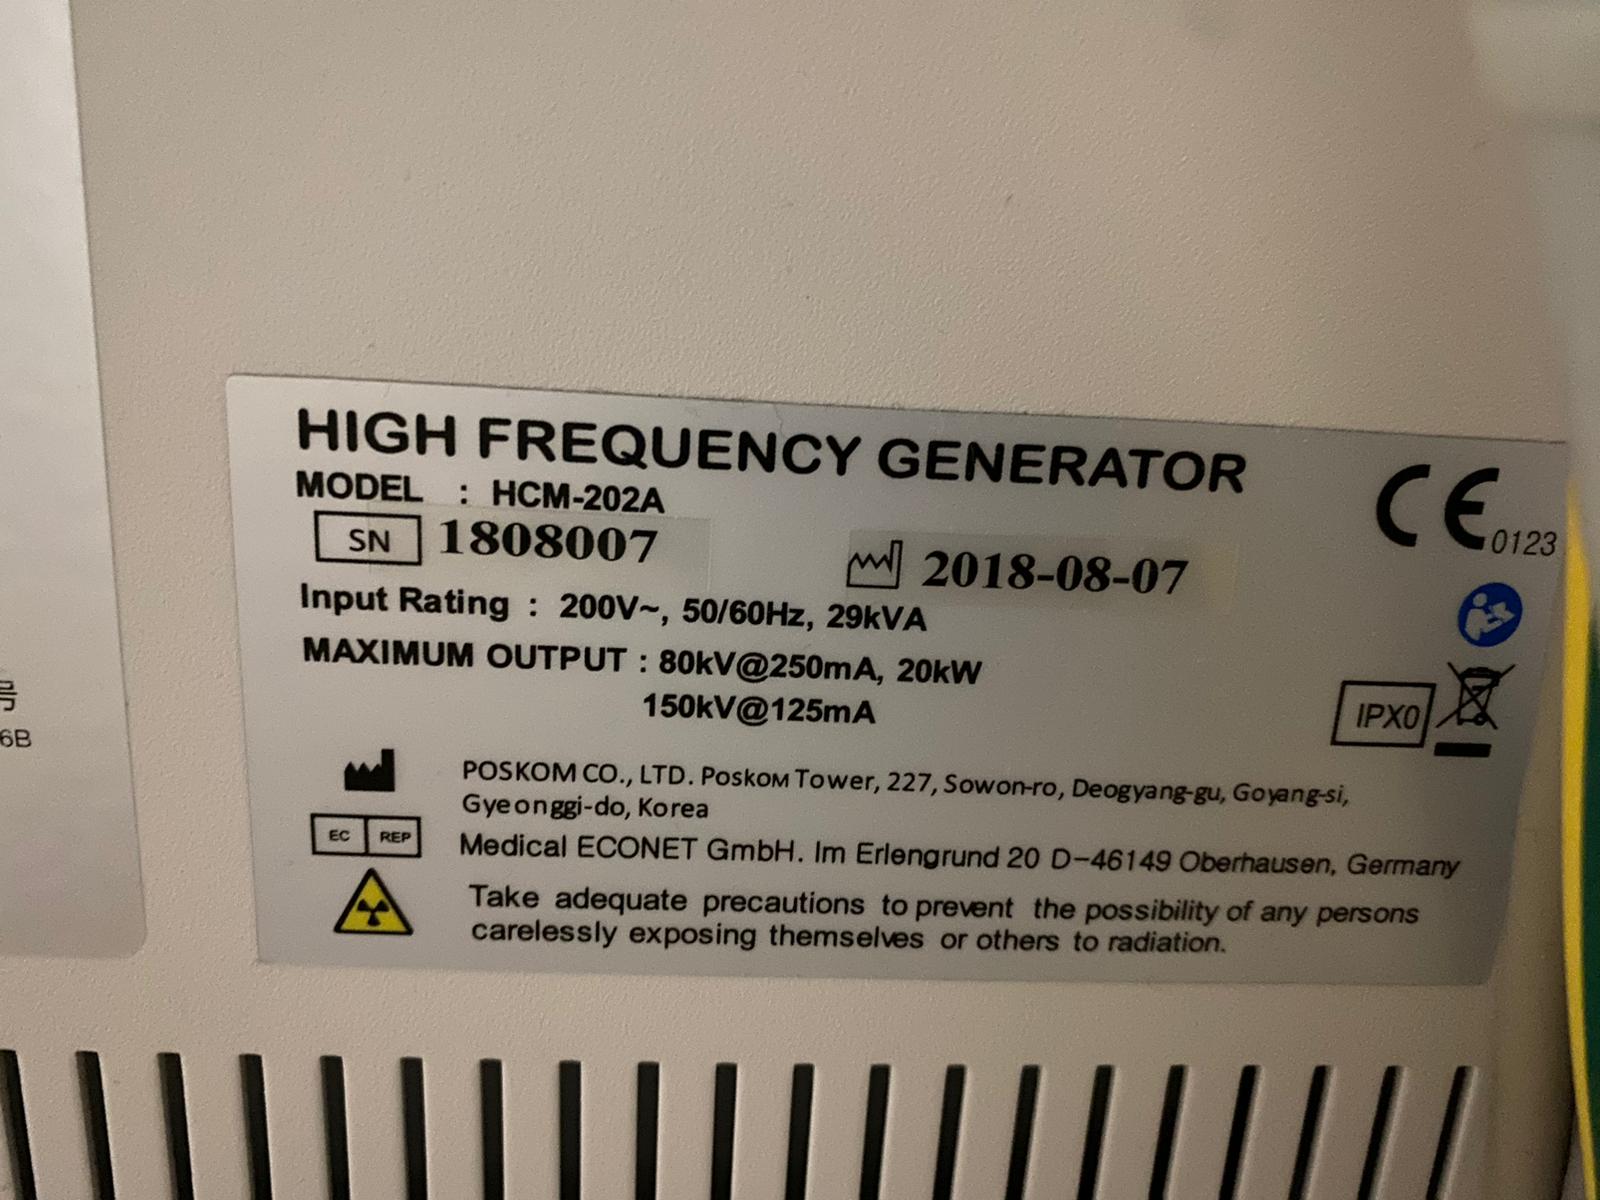 号
6B
HIGH FREQUENCY GENERATOR
MODEL : HCM-202A
SN 1808007
2018-08-07
CE 0123
Input Rating : 200V~, 50/60Hz, 29kVA
MAXIMUM OUTPUT : 80kV@250mA, 20kW
150kV@125mA
IPX0
POSKOM CO., LTD. Poskom Tower, 227, Sowon-ro, Deogyang-gu, Goyang-si,
Gyeonggi-do, Korea
EC REP
Medical ECONET GmbH. Im Erlengrund 20 D-46149 Oberhausen, Germany
Take adequate precautions to prevent the possibility of any persons
carelessly exposing themselves or others to radiation.